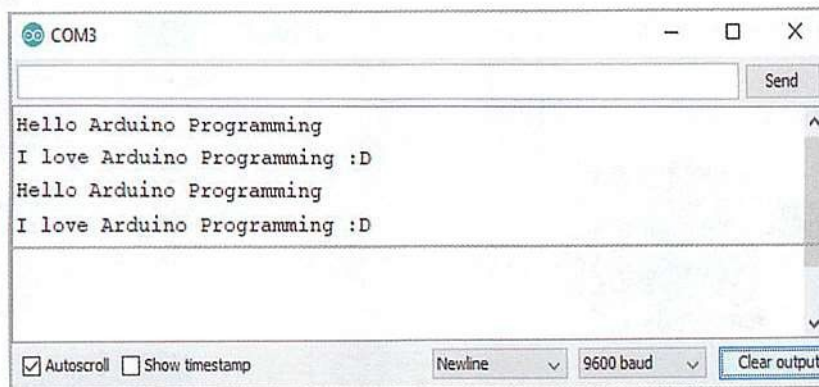 COM3
Send
Hello Arduino Programming
I love Arduino Programming :D
Hello Arduino Programming
I love Arduino Programming :D
Autoscroll Show timestamp Newline 9600 baud Clear output